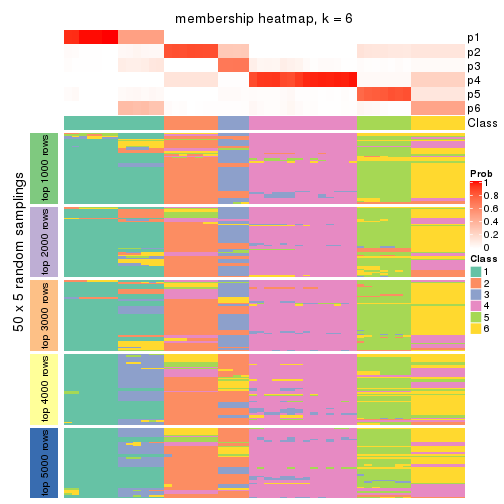 membership heatmap, k = 6
p1
p2
p3
p4
p5
p6
Class
50 x 5 random samplings
top 1000 rows
top 2000 rows
top 3000 rows
top 4000 rows
top 5000 rows
Prob
1
0.8
0.6
0.4
0.2
0
Class
1
2
3
4
5
6